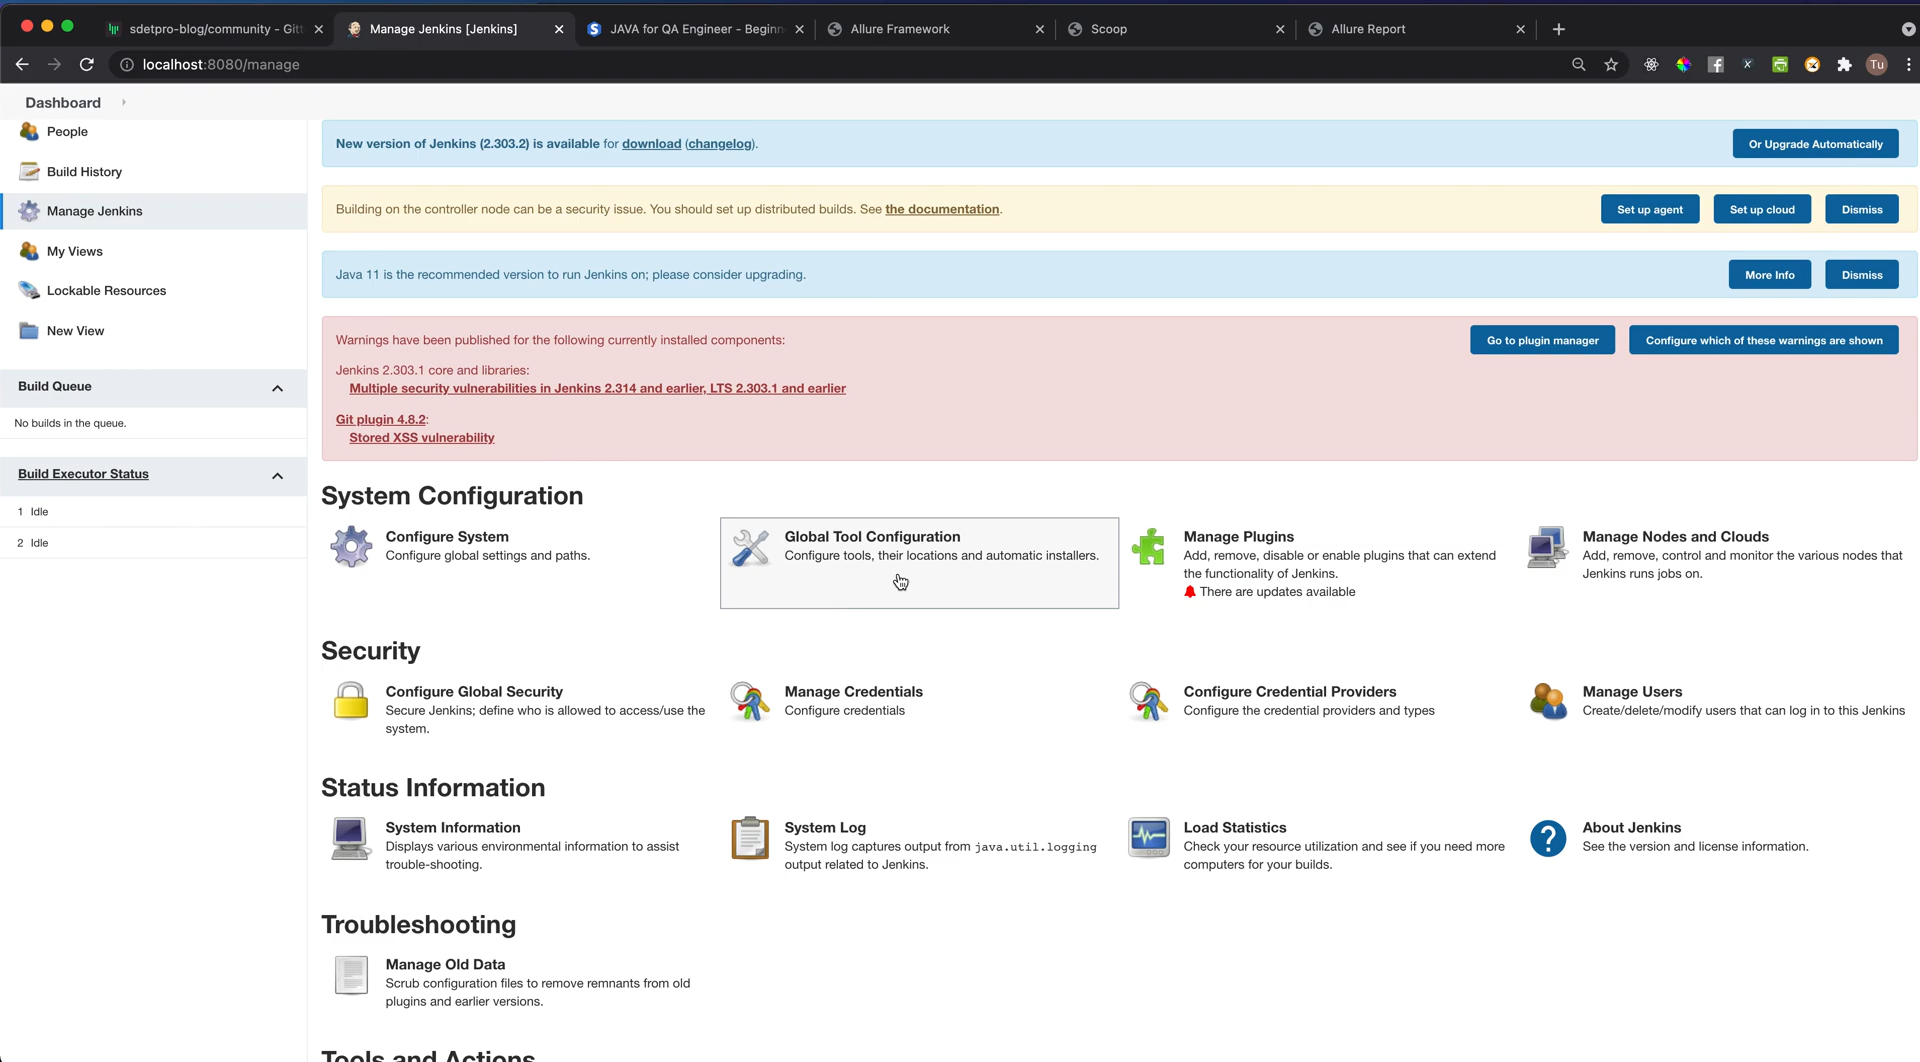 sdetpro-blog/community - Gitt
Manage Jenkins [Jenkins]
JAVA for QA Engineer - Beginn
Allure Framework
Scoop
Allure Report
localhost:8080/manage
Tu
Dashboard
People
Build History
Manage Jenkins
My Views
Lockable Resources
New View
Build Queue
No builds in the queue.
Build Executor Status
1 Idle
2 Idle
New version of Jenkins (2.303.2) is available for download (changelog).
Or Upgrade Automatically
Building on the controller node can be a security issue. You should set up distributed builds. See the documentation.
Set up agent
Set up cloud
Dismiss
Java 11 is the recommended version to run Jenkins on; please consider upgrading.
More Info
Dismiss
Warnings have been published for the following currently installed components:
Go to plugin manager
Configure which of these warnings are shown
Jenkins 2.303.1 core and libraries:
Multiple security vulnerabilities in Jenkins 2.314 and earlier, LTS 2.303.1 and earlier
Git plugin 4.8.2:
Stored XSS vulnerability
System Configuration
Configure System
Configure global settings and paths.
Global Tool Configuration
Configure tools, their locations and automatic installers.
Manage Plugins
Add, remove, disable or enable plugins that can extend
the functionality of Jenkins.
There are updates available
Manage Nodes and Clouds
Add, remove, control and monitor the various nodes that
Jenkins runs jobs on.
Security
Configure Global Security
Secure Jenkins; define who is allowed to access/use the
system.
Manage Credentials
Configure credentials
Configure Credential Providers
Configure the credential providers and types
Manage Users
Create/delete/modify users that can log in to this Jenkins
Status Information
System Information
Displays various environmental information to assist
trouble-shooting.
System Log
System log captures output from java.util.logging
output related to Jenkins.
Load Statistics
Check your resource utilization and see if you need more
computers for your builds.
About Jenkins
See the version and license information.
Troubleshooting
Manage Old Data
Scrub configuration files to remove remnants from old
plugins and earlier versions.
Tools and Actions